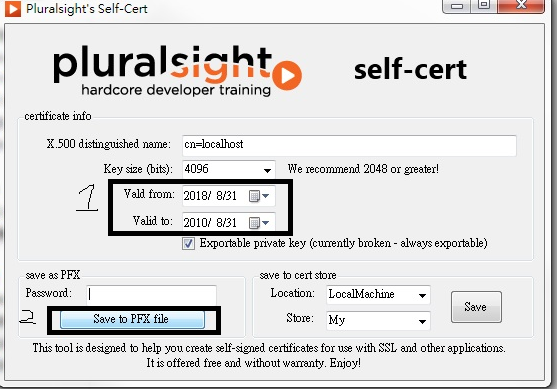 Pluralsight's Self-Cert
pluralsight
hardcore developer training
self-cert
certificate info
X.500 distinguished name: cn=localhost
Key size (bits): 4096 We recommend 2048 or greater!
1
Vald from: 2018/ 8/31
Valid to: 2010/ 8/31
Exportable private key (currently broken - always exportable)
save as PFX
Password:
2
Save to PFX file
save to cert store
Location: LocalMachine
Store: My
Save
This tool is designed to help you create self-signed certificates for use with SSL and other applications.
It is offered free and without warranty. Enjoy!